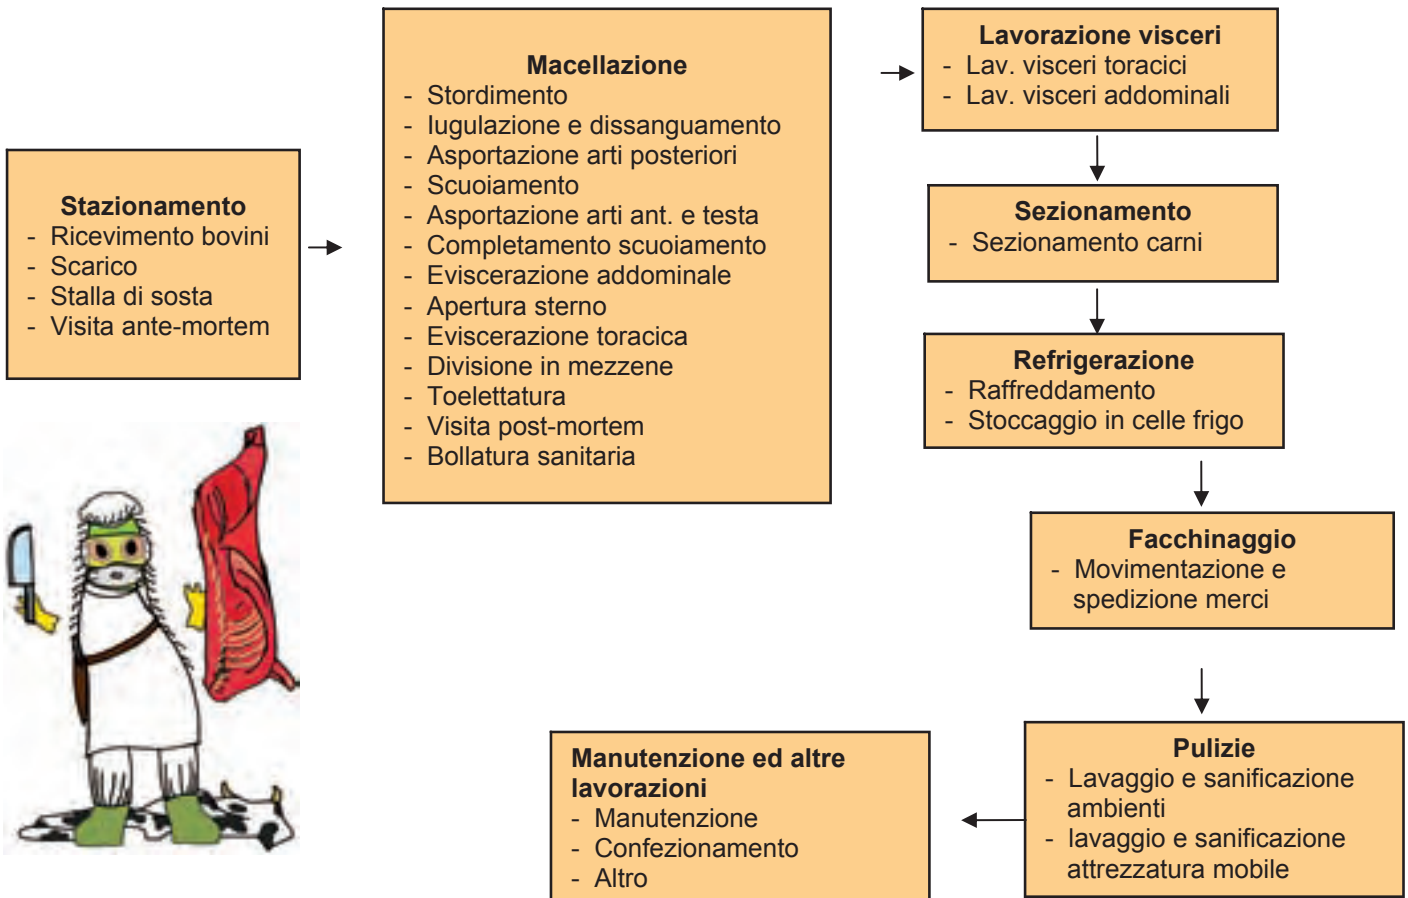 Stazionamento
- Ricevimento bovini
- Scarico
- Stalla di sosta
- Visita ante-mortem
Macellazione
- Stordimento
- Iugulazione e dissanguamento
- Asportazione arti posteriori
- Scuoiamento
- Asportazione arti ant. e testa
- Completamento scuoiamento
- Eviscerazione addominale
- Apertura sterno
- Eviscerazione toracica
- Divisione in mezzene
- Toelettatura
- Visita post-mortem
- Bollatura sanitaria
Lavorazione visceri
- Lav. visceri toracici
- Lav. visceri addominali
Sezionamento
- Sezionamento carni
Refrigerazione
- Raffreddamento
- Stoccaggio in celle frigo
Facchinaggio
- Movimentazione e
spedizione merci
Pulizie
- Lavaggio e sanificazione
ambienti
- lavaggio e sanificazione
attrezzatura mobile
Manutenzione ed altre
lavorazioni
- Manutenzione
- Confezionamento
- Altro